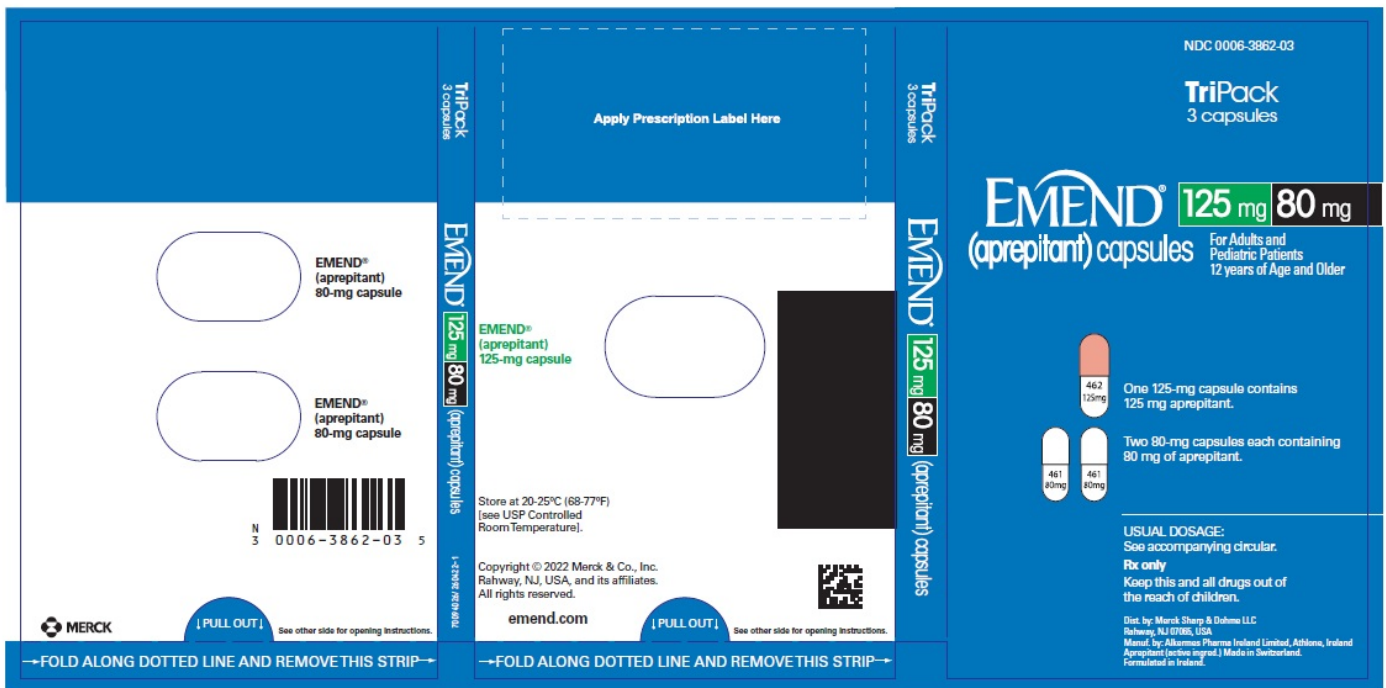 EMEND®
(aprepitant)
80-mg capsule
EMEND®
(aprepitant)
80-mg capsule
N
3 0006-3862-03 5
MERCK
↓PULL OUT↓
See other side for opening instructions.
→FOLD ALONG DOTTED LINE AND REMOVE THIS STRIP→
TriPack
3 capsules
EMEND®
125 mg 80 mg
(aprepitant) capsules
Apply Prescription Label Here
EMEND®
(aprepitant)
125-mg capsule
Store at 20-25ºC (68-77ºF)
[see USP Controlled
Room Temperature].
Copyright © 2022 Merck & Co., Inc.
Rahway, NJ, USA, and its affiliates.
All rights reserved.
emend.com
↓PULL OUT↓
See other side for opening instructions.
→FOLD ALONG DOTTED LINE AND REMOVE THIS STRIP→
TriPack
3 capsules
EMEND®
125 mg 80 mg
(aprepitant) capsules
NDC 0006-3862-03
TriPack
3 capsules
EMEND® 125 mg 80 mg
(aprepitant) capsules
For Adults and
Pediatric Patients
12 years of Age and Older
462
125mg
One 125-mg capsule contains
125 mg aprepitant.
461
80mg
461
80mg
Two 80-mg capsules each containing
80 mg of aprepitant.
USUAL DOSAGE:
See accompanying circular.
Rx only
Keep this and all drugs out of
the reach of children.
Dist. by: Merck Sharp & Dohme LLC
Rahway, NJ 07065, USA
Manuf. by: Alkermes Pharma Ireland Limited, Athlone, Ireland
Aprepitant (active ingred.) Made in Switzerland.
Formulated in Ireland.